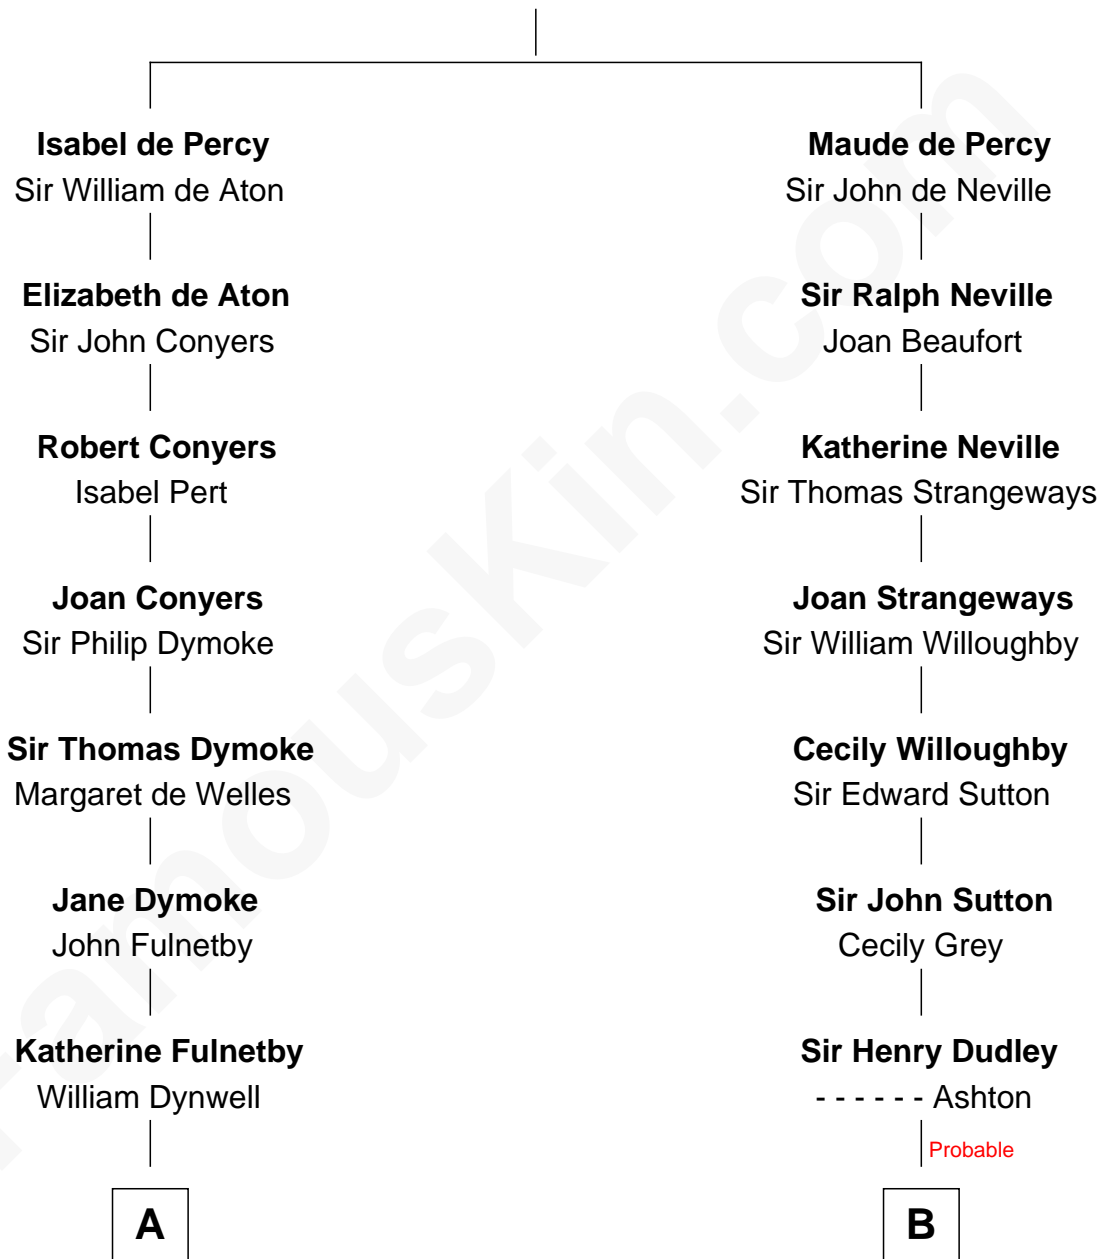 Isabel de Percy
Sir William de Aton
Elizabeth de Aton
Sir John Conyers
Robert Conyers
Isabel Pert
Joan Conyers
Sir Philip Dymoke
Sir Thomas Dymoke
Margaret de Welles
Jane Dymoke
John Fulnetby
Katherine Fulnetby
William Dynwell
A
Maude de Percy
Sir John de Neville
Sir Ralph Neville
Joan Beaufort
Katherine Neville
Sir Thomas Strangeways
Joan Strangeways
Sir William Willoughby
Cecily Willoughby
Sir Edward Sutton
Sir John Sutton
Cecily Grey
Sir Henry Dudley
- - - - - - Ashton
Probable
B
FamousKin.com